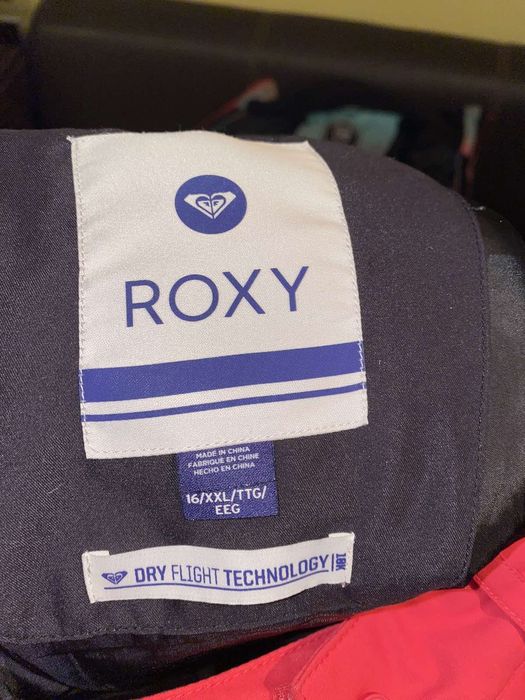 ROXY
MADE IN CHINA
FABRIQUE EN CHINE
HECHO EN CHINA
16/XXL/TTG/
EEG
DRY FLIGHT TECHNOLOGY 10K